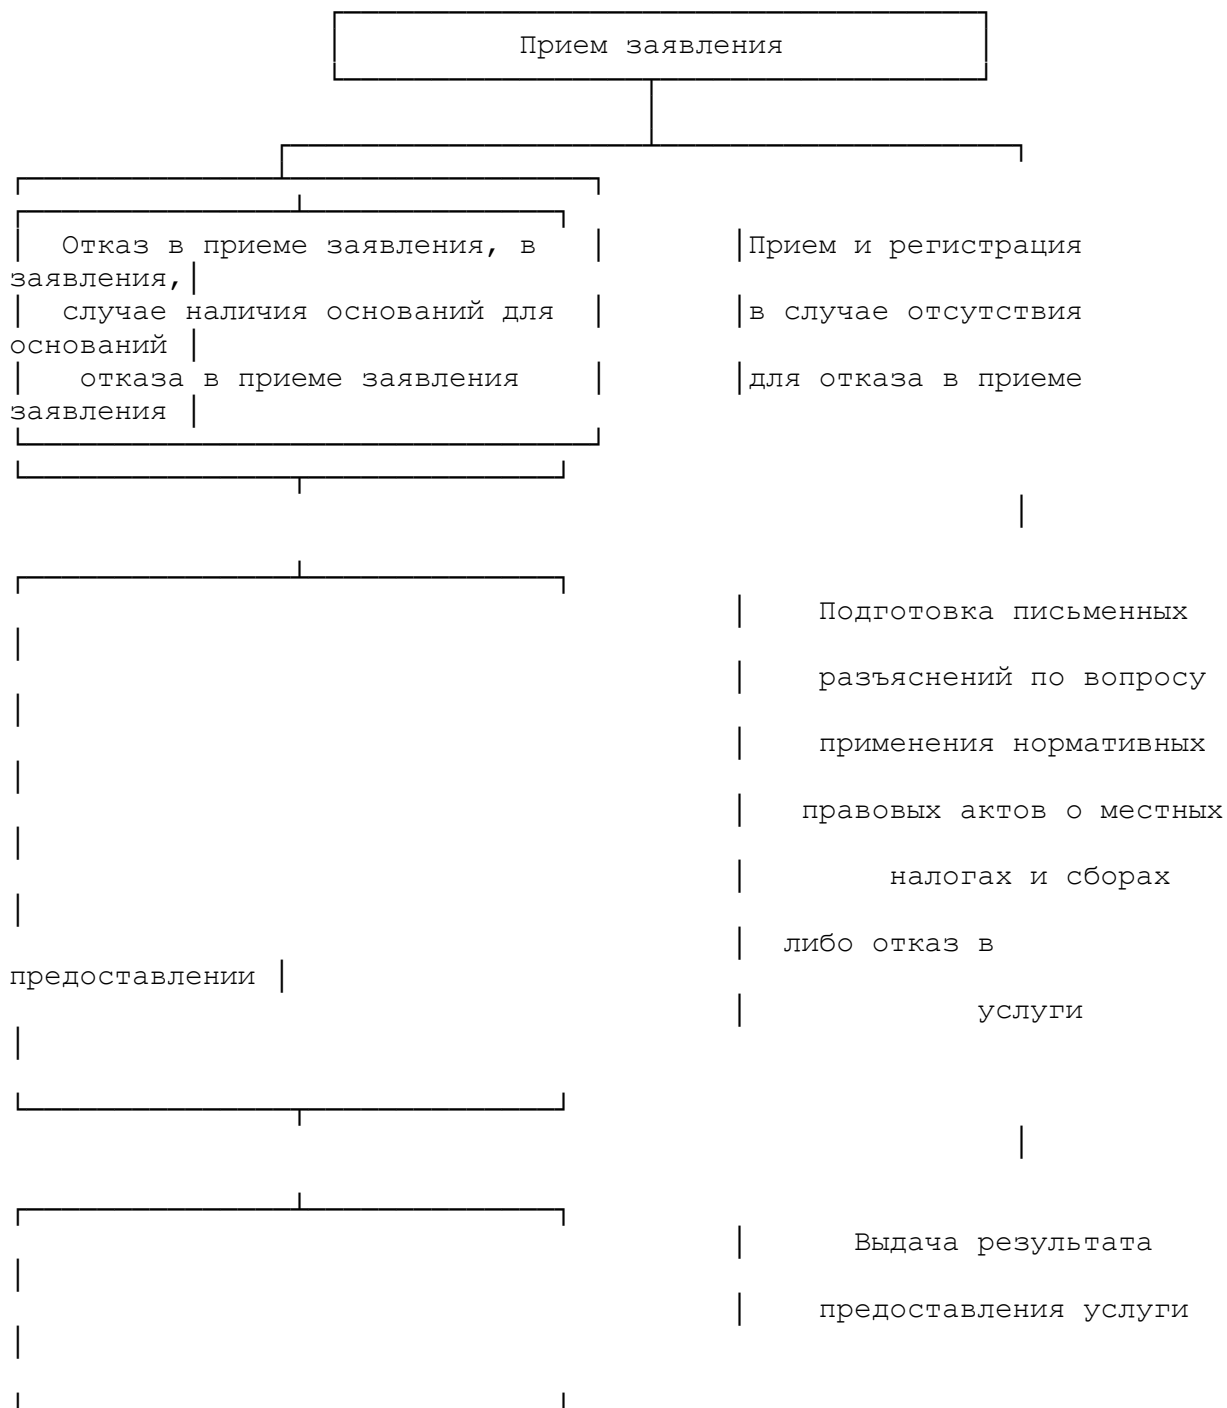 Прием заявления
Отказ в приеме заявления, в Прием и регистрация
заявления,
случае наличия оснований для в случае отсутствия
оснований
отказа в приеме заявления для отказа в приеме
заявления
Подготовка письменных
разъяснений по вопросу
применения нормативных
правовых актов о местных
налогах и сборах
либо отказ в
предоставлении
услуги
Выдача результата
предоставления услуги